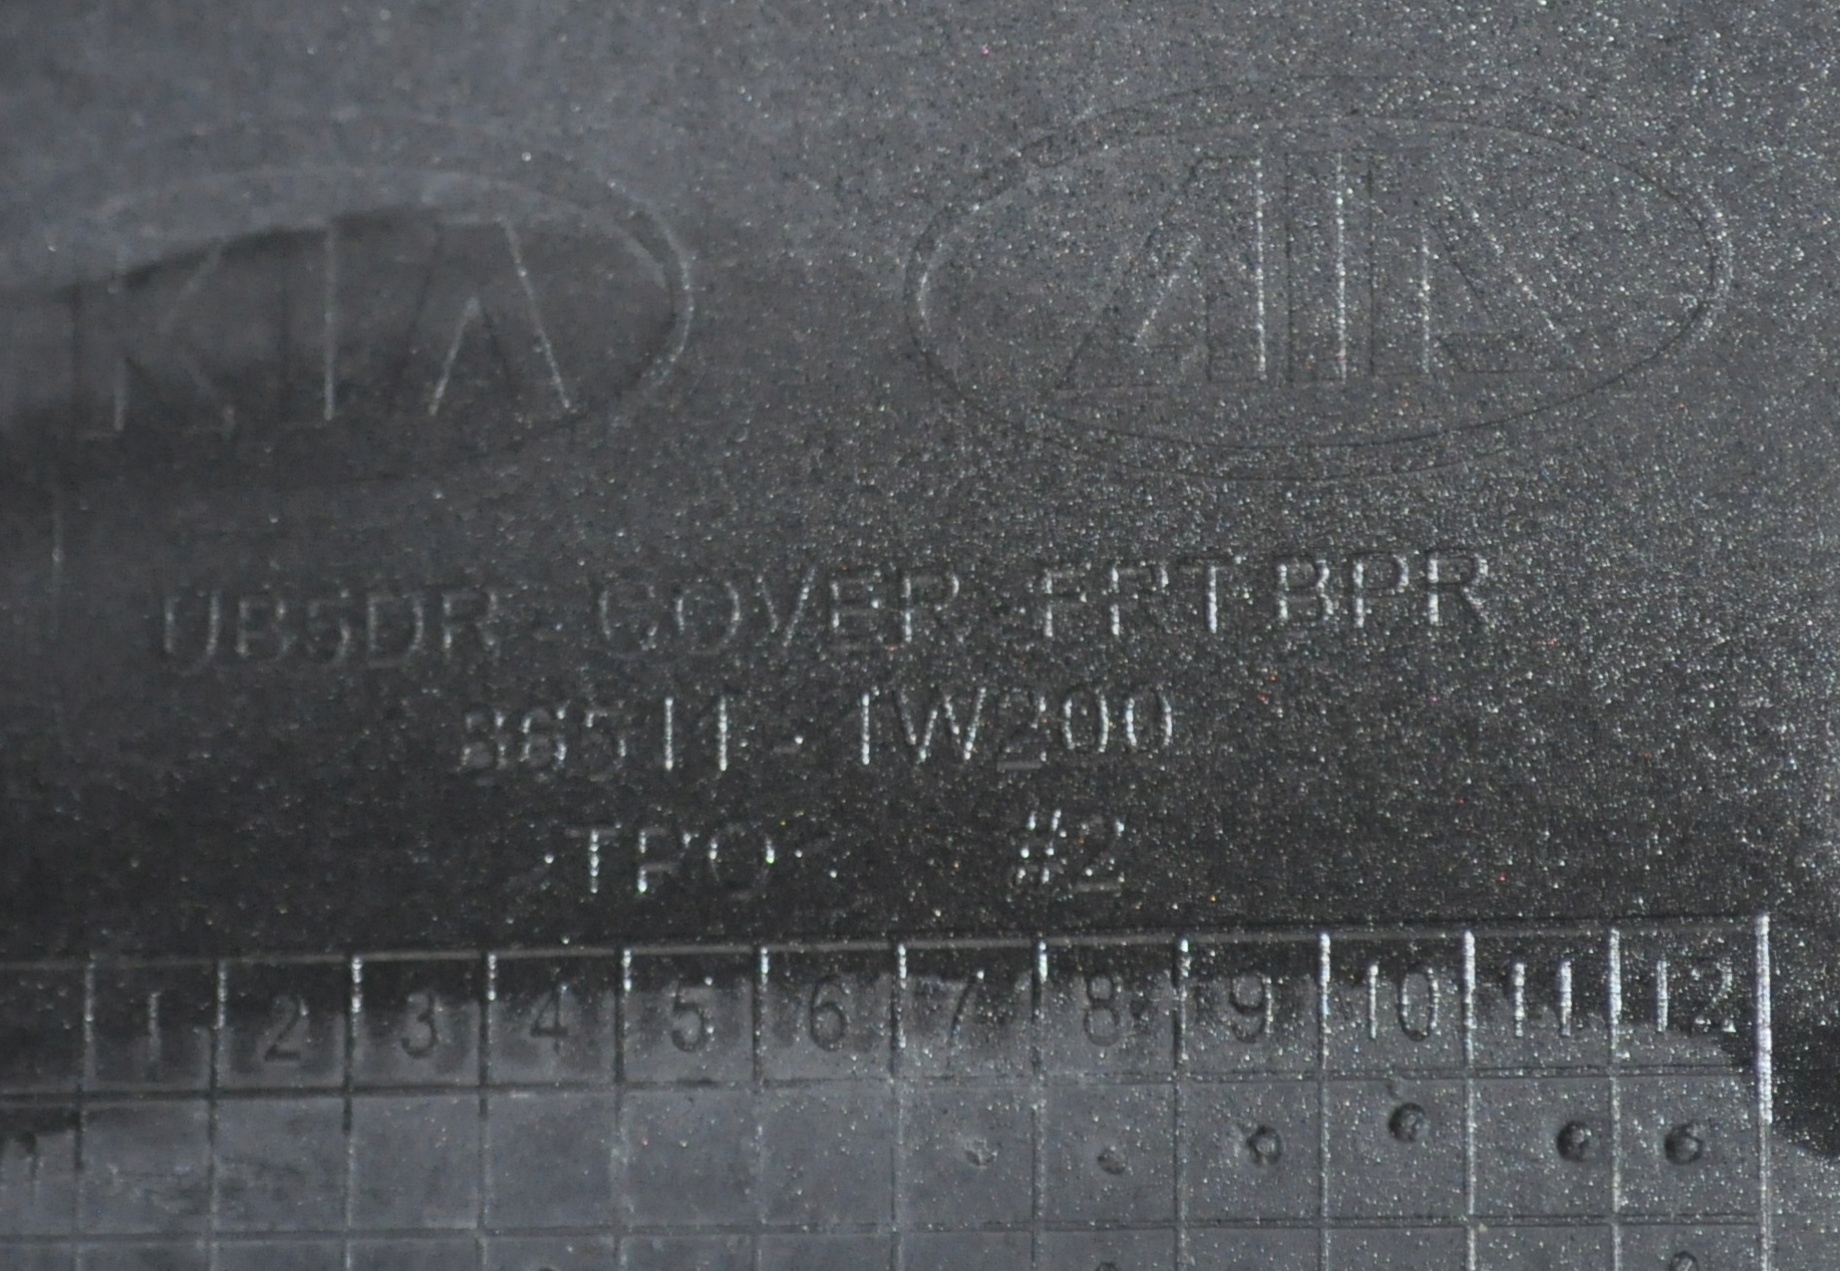 KIA
UB5DR - COVER - FRT BPR
86511 - 1W200
>TPO< #2
1 2 3 4 5 6 7 8 9 10 11 12